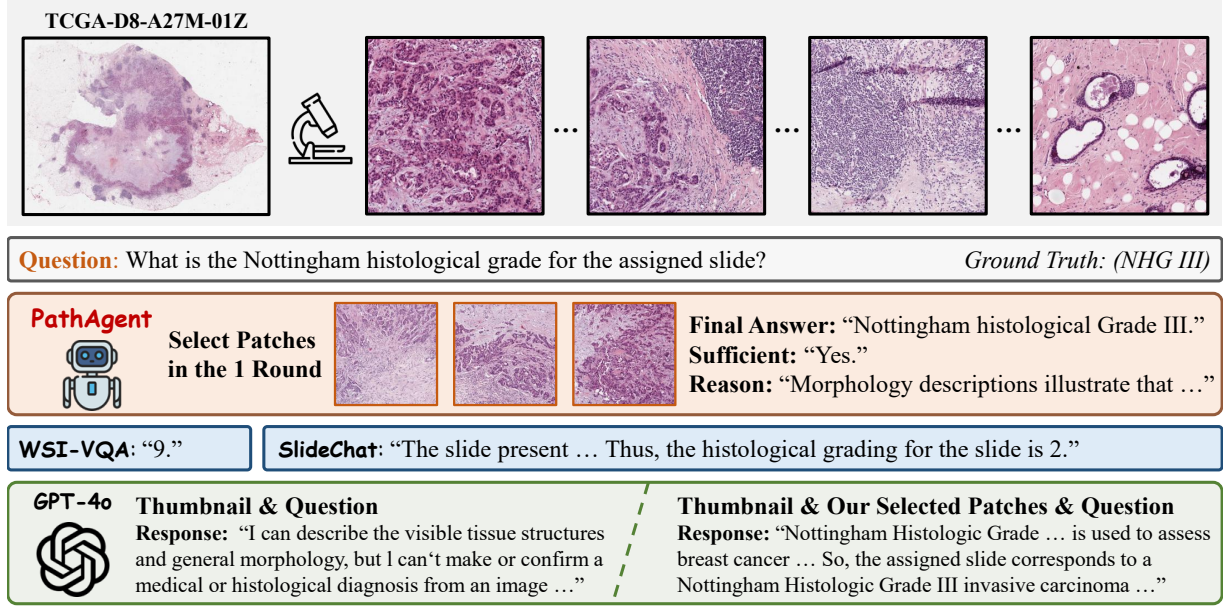 TCGA-D8-A27M-01Z
... ... ...
Question: What is the Nottingham histological grade for the assigned slide? Ground Truth: (NHG III)
PathAgent
Select Patches
in the 1 Round
Final Answer: “Nottingham histological Grade III.”
Sufficient: “Yes.”
Reason: “Morphology descriptions illustrate that …”
WSI-VQA: “9.”
SlideChat: “The slide present … Thus, the histological grading for the slide is 2.”
GPT-4o
Thumbnail & Question
Response: “I can describe the visible tissue structures
and general morphology, but l can‘t make or confirm a
medical or histological diagnosis from an image …”
Thumbnail & Our Selected Patches & Question
Response: “Nottingham Histologic Grade … is used to assess
breast cancer … So, the assigned slide corresponds to a
Nottingham Histologic Grade III invasive carcinoma …”